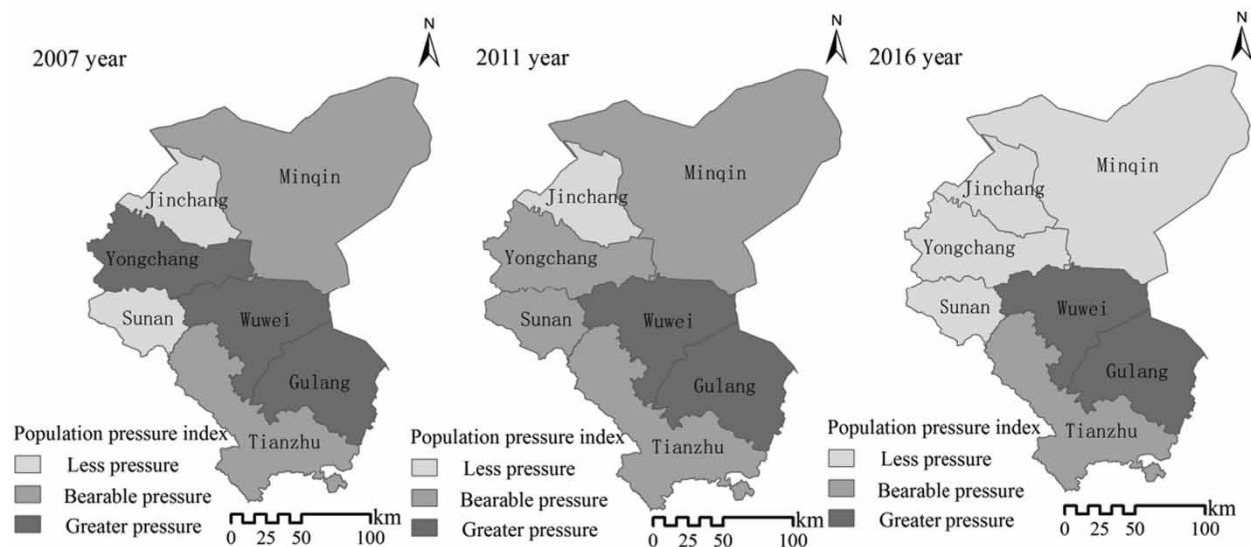 N
2007 year
Minqin
Jinchang
Yongchang
Sunan
Wuwei
Gulang
Tianzhu
Population pressure index
Less pressure
Bearable pressure
Greater pressure
km
0 25 50 100
N
2011 year
Minqin
Jinchang
Yongchang
Sunan
Wuwei
Gulang
Tianzhu
Population pressure index
Less pressure
Bearable pressure
Greater pressure
km
0 25 50 100
N
2016 year
Minqin
Jinchang
Yongchang
Sunan
Wuwei
Gulang
Tianzhu
Population pressure index
Less pressure
Bearable pressure
Greater pressure
km
0 25 50 100